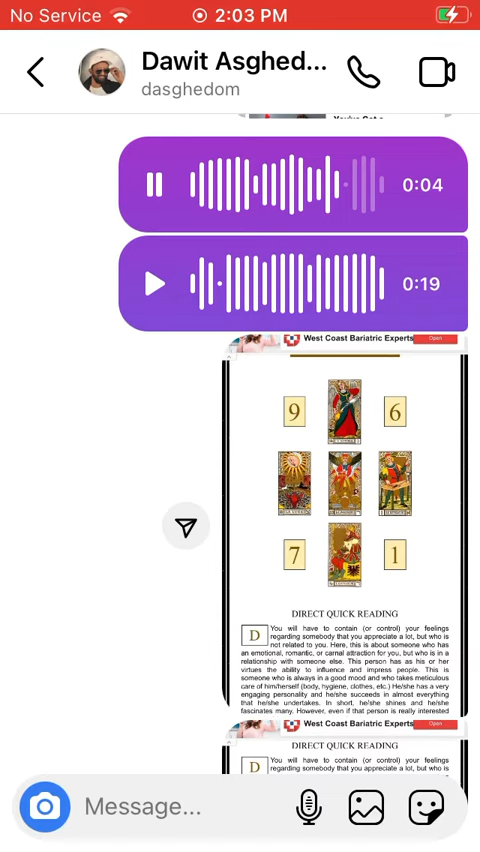 No Service 2:03 PM
Dawit Asghed...
dasghedom
0:04
0:19
West Coast Bariatric Experts Open
9 6
7 1
DIRECT QUICK READING
D You will have to contain (or control) your feelings
regarding somebody that you appreciate a lot, but who is
not related to you. Here, this is about someone who has
an emotional, romantic, or carnal attraction for you, but who is in a
relationship with someone else. This person has as his or her
virtues the ability to influence and impress people. This is
someone who is always in a good mood and who takes meticulous
care of him/herself (body, hygiene, clothes, etc.) He/she has a very
engaging personality and he/she succeeds in almost everything
that he/she undertakes. In short, he/she shines and he/she
fascinates many. However, even if that person is really interested
West Coast Bariatric Experts Open
DIRECT QUICK READING
D You will have to contain (or control) your feelings
regarding somebody that you appreciate a lot, but who is
Message...